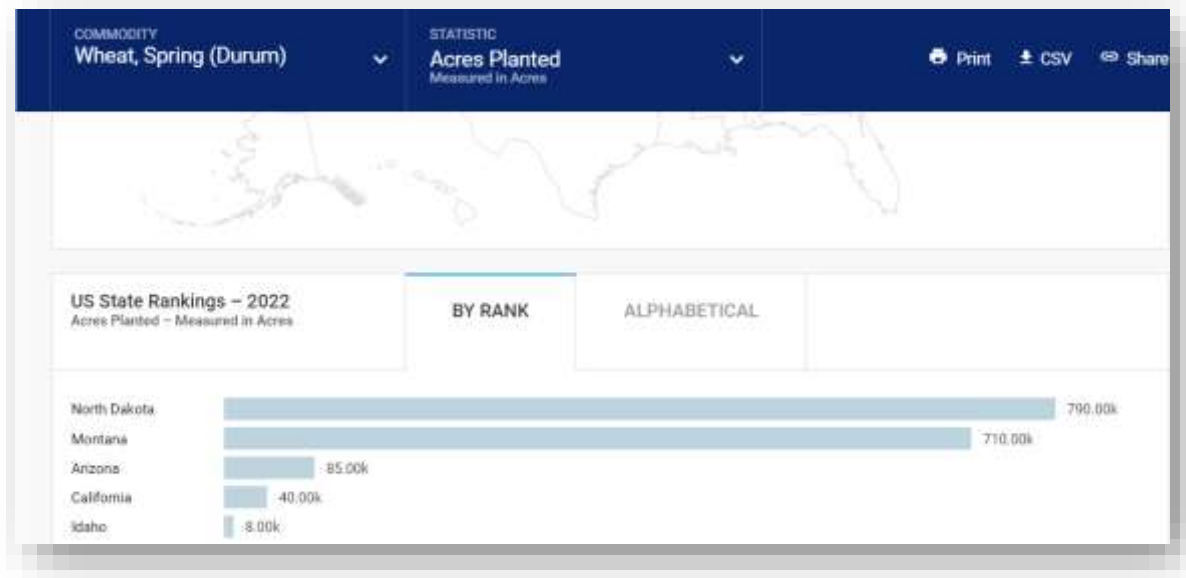 COMMODITY
Wheat, Spring (Durum)
STATISTIC
Acres Planted
Measured in Acres
Print
CSV
Share
US State Rankings – 2022
Acres Planted – Measured in Acres
BY RANK
ALPHABETICAL
North Dakota 790.00k
Montana 710.00k
Arizona 85.00k
California 40.00k
Idaho 8.00k